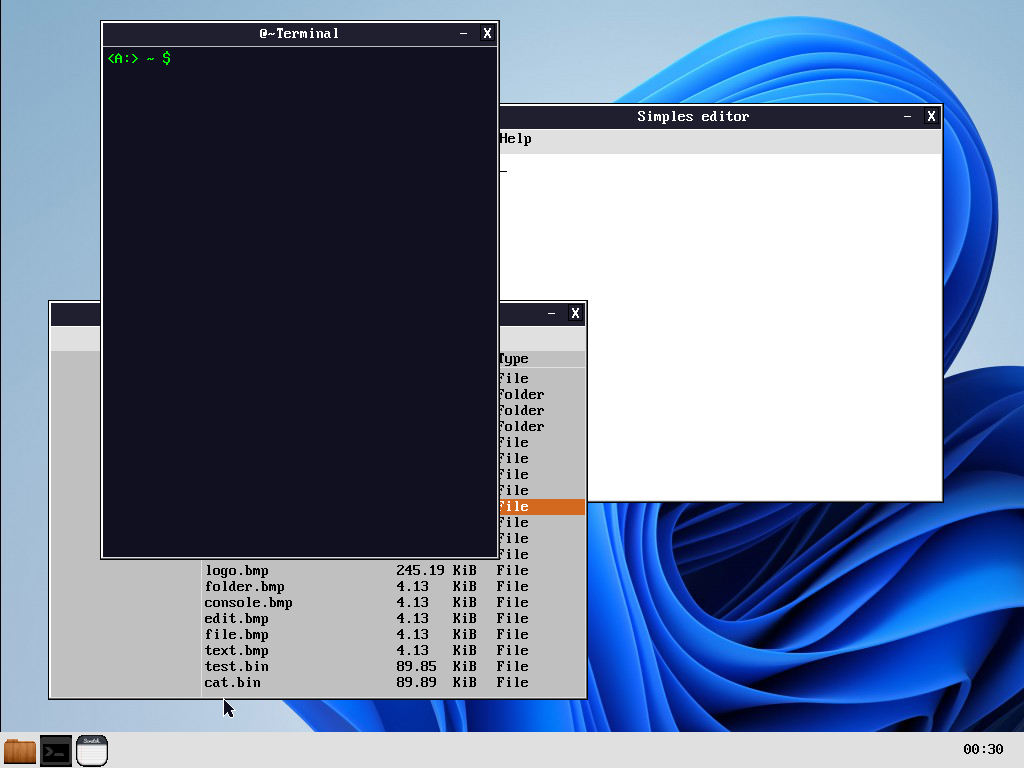 @~Terminal – X
<A:> ~ $
Simples editor – X
Help
_
– X
Type
File
Folder
Folder
Folder
File
File
File
File
File
File
File
File
logo.bmp 245.19 KiB File
folder.bmp 4.13 KiB File
console.bmp 4.13 KiB File
edit.bmp 4.13 KiB File
file.bmp 4.13 KiB File
text.bmp 4.13 KiB File
test.bin 89.85 KiB File
cat.bin 89.89 KiB File
>_
00:30